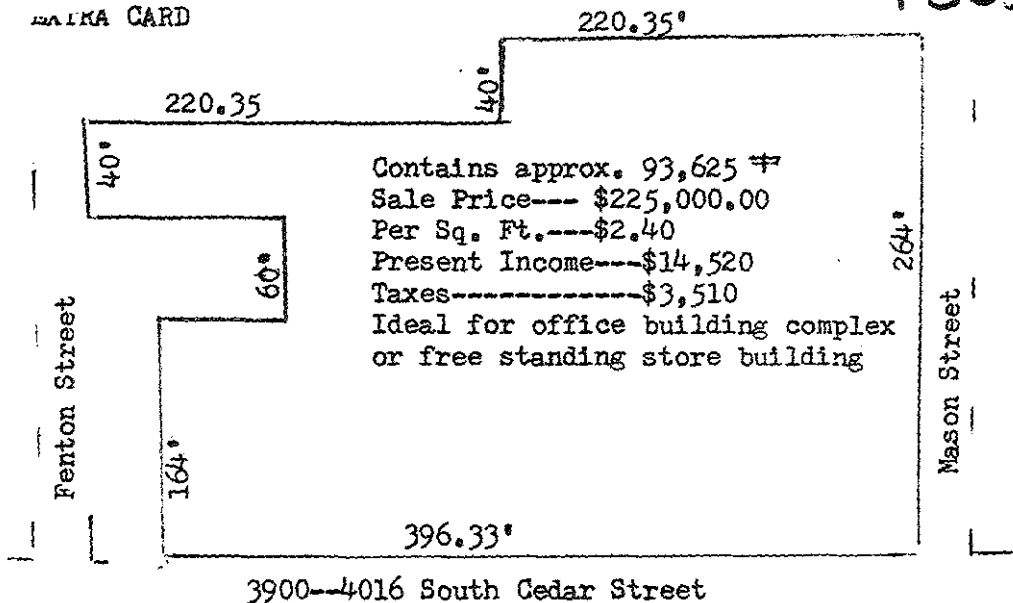 CARD
220.35'
40'
220.35
40'
Contains approx. 93,625 #
Sale Price--- $225,000.00
Per Sq. Ft.---$2.40
Present Income---$14,520
Taxes-------------$3,510
Ideal for office building complex
or free standing store building
60'
264'
Fenton Street
Mason Street
164'
396.33'
3900--4016 South Cedar Street